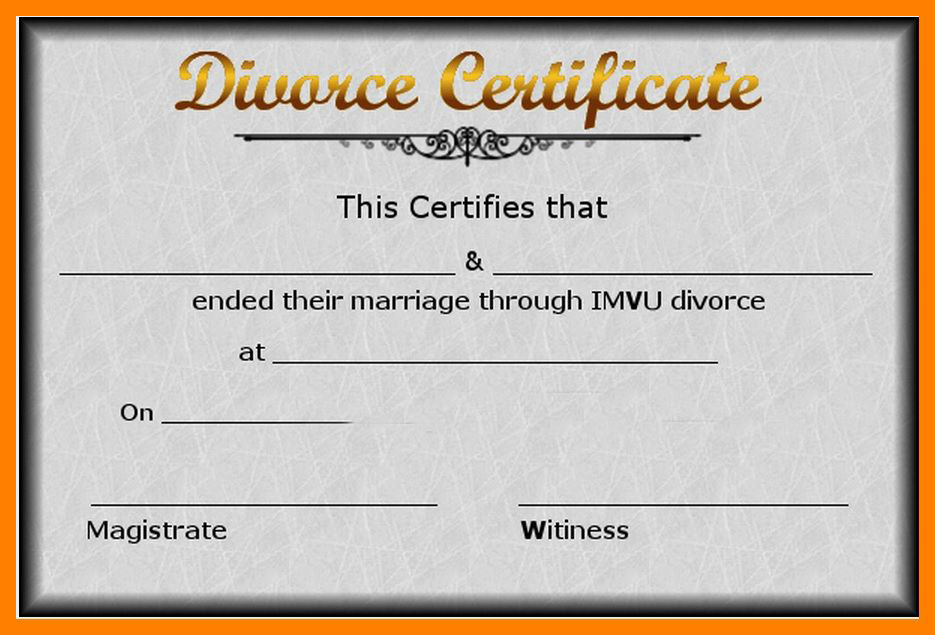 Divorce Certificate
This Certifies that
&
ended their marriage through IMVU divorce
at
On
Magistrate Witiness